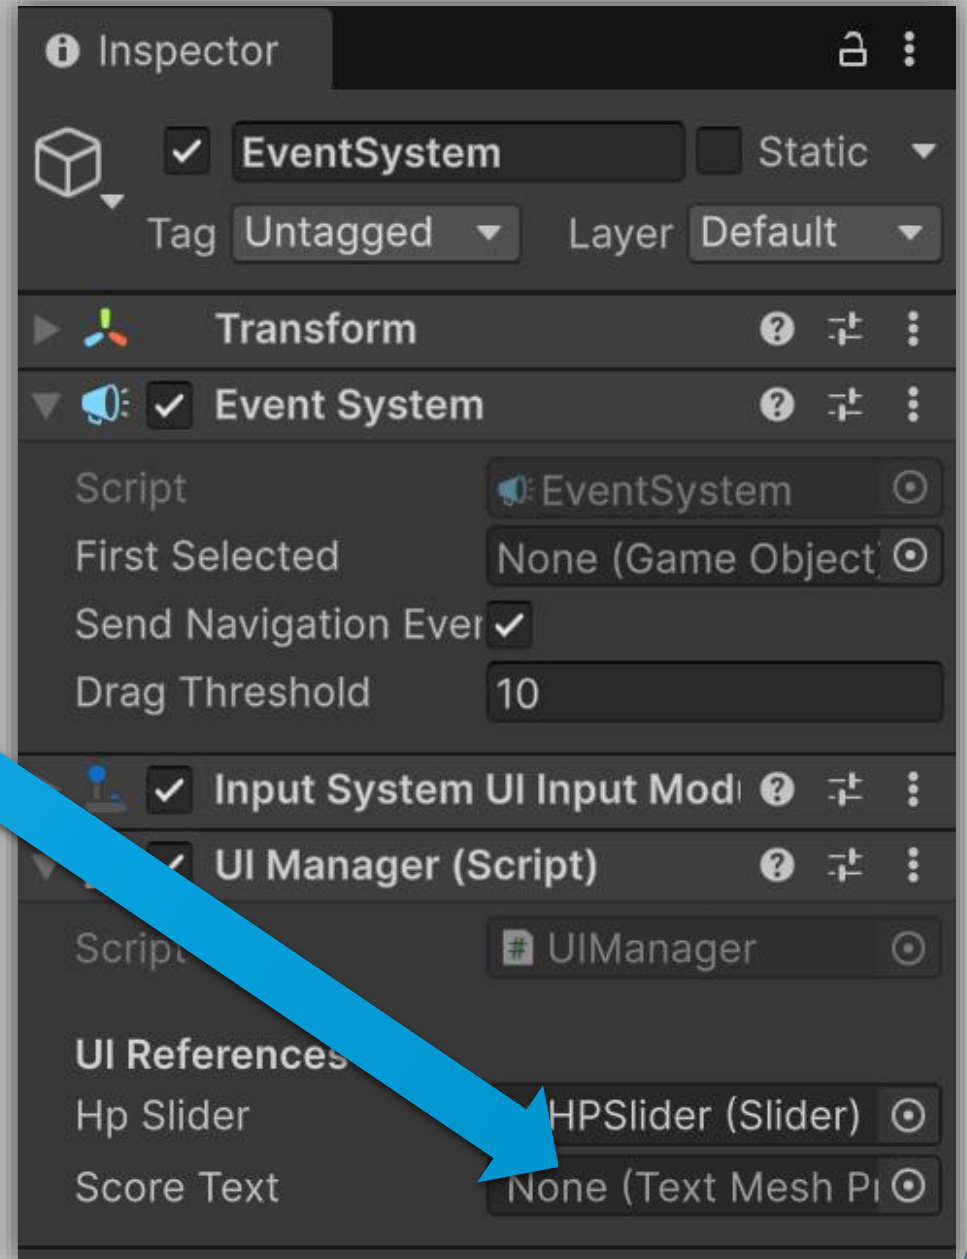 Inspector
EventSystem Static
Tag Untagged Layer Default
Transform
Event System
Script EventSystem
First Selected None (Game Object)
Send Navigation Ever
Drag Threshold 10
Input System UI Input Mod
UI Manager (Script)
Script UIManager
UI References
Hp Slider HPSlider (Slider)
Score Text None (Text Mesh Pr